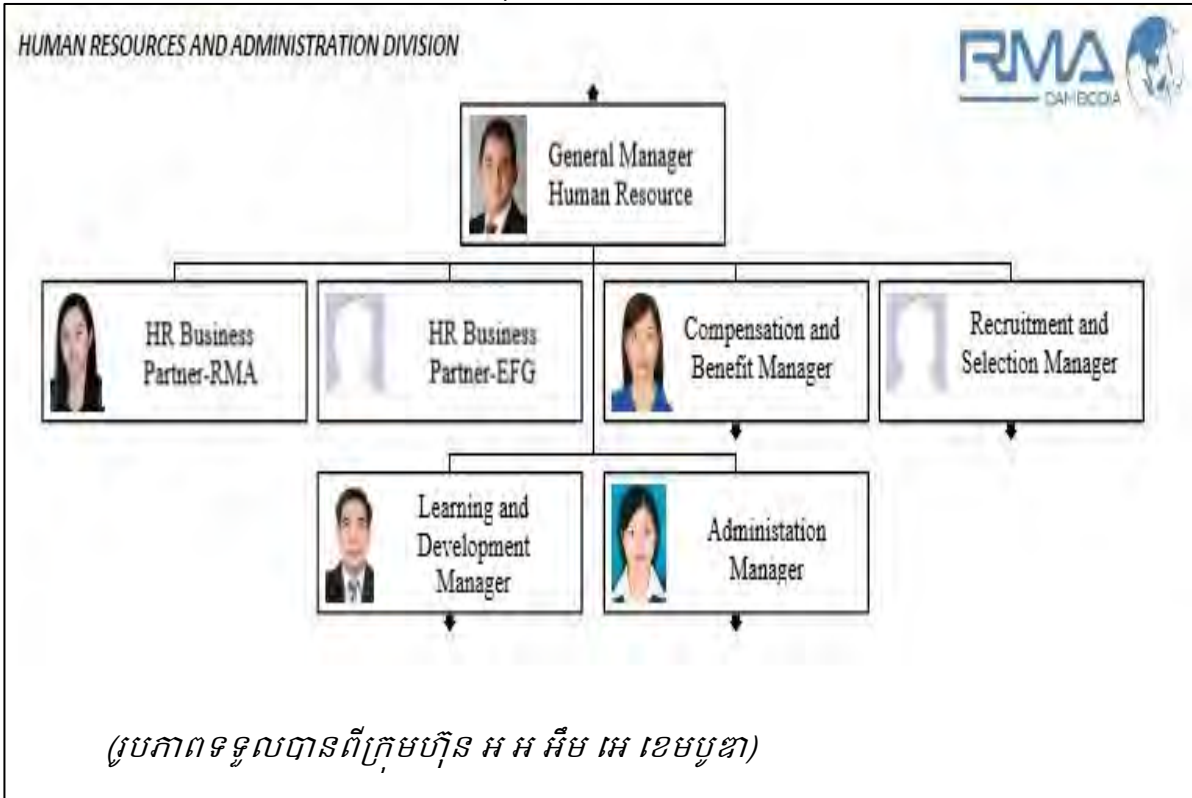 HUMAN RESOURCES AND ADMINISTRATION DIVISION
RMA
CAMBODIA
General Manager
Human Resource
HR Business
Partner-RMA
HR Business
Partner-EFG
Compensation and
Benefit Manager
Recruitment and
Selection Manager
Learning and
Development
Manager
Administation
Manager
(រូបភាពទទួលបានពីក្រុមហ៊ុន អ អ អឹម អេ ខេមបូឌា)